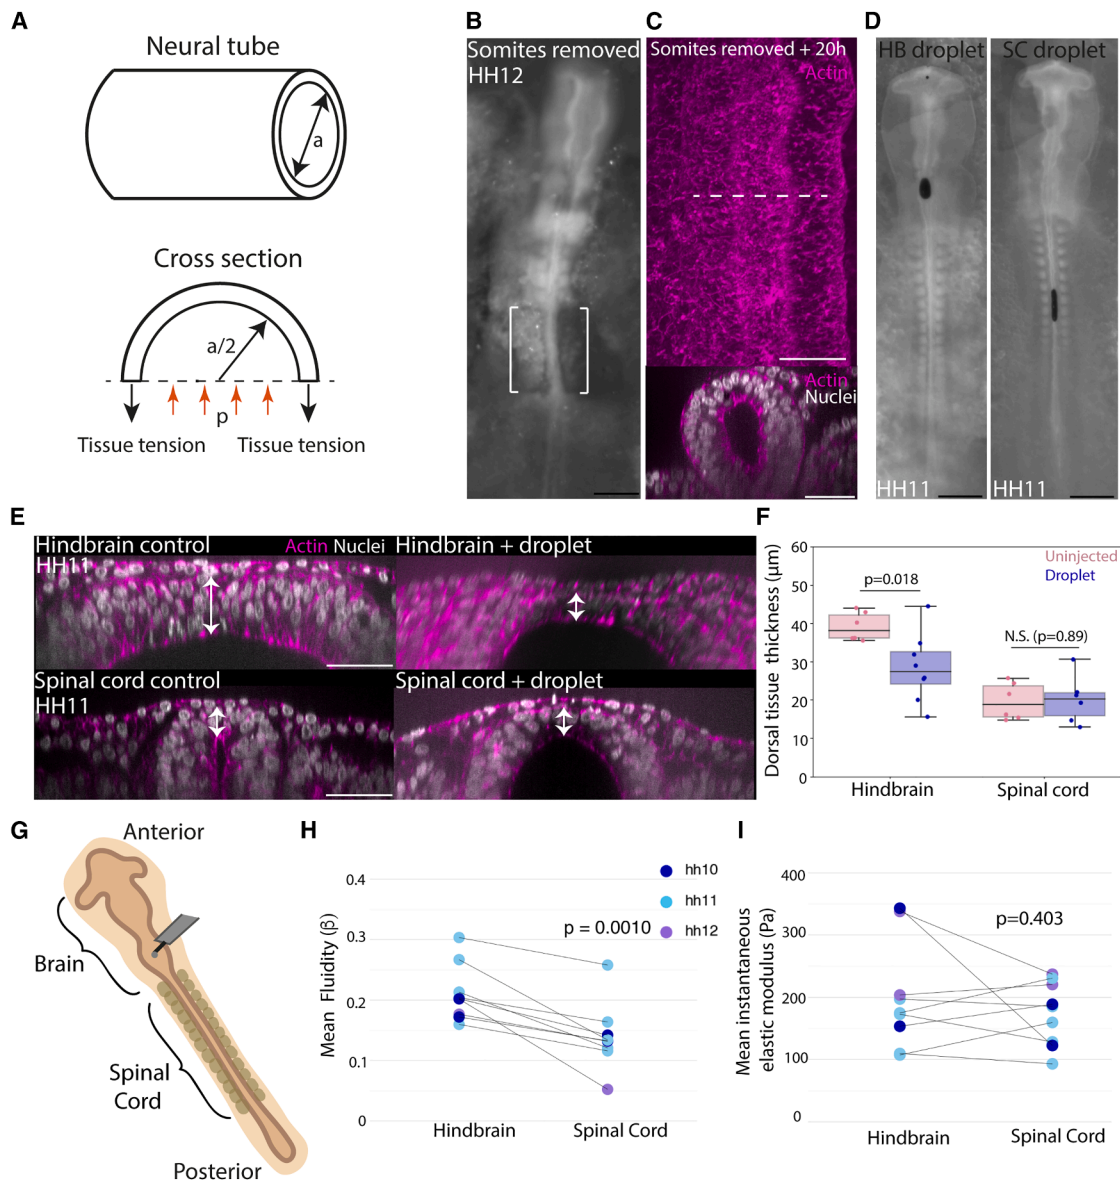 A
Neural tube
a
Cross section
a/2
p
Tissue tension
Tissue tension
B
Somites removed
HH12
C
Somites removed + 20h
Actin
Actin
Nuclei
D
HB droplet
SC droplet
HH11
HH11
E
Hindbrain control
HH11
Actin Nuclei
Hindbrain + droplet
Spinal cord control
HH11
Spinal cord + droplet
F
Dorsal tissue thickness (μm)
60
50
40
30
20
10
0
Uninjected
Droplet
p=0.018
N.S. (p=0.89)
Hindbrain
Spinal cord
G
Anterior
Brain
Spinal
Cord
Posterior
H
Mean Fluidity (β)
0.4
0.3
0.2
0.1
0
hh10
hh11
hh12
p = 0.0010
Hindbrain
Spinal Cord
I
Mean instantaneous
elastic modulus (Pa)
400
300
200
100
0
p=0.403
Hindbrain
Spinal Cord